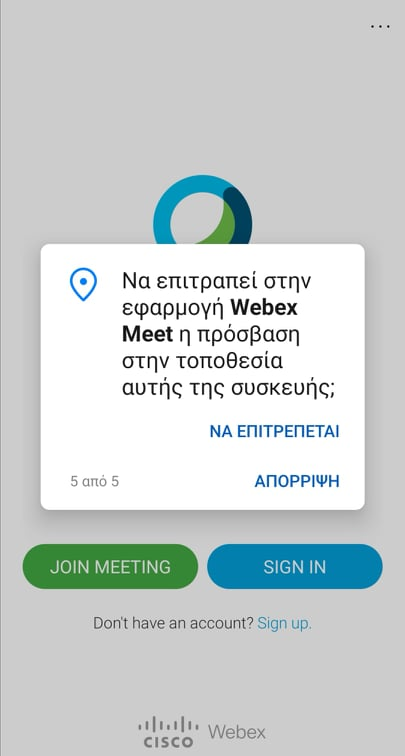 Να επιτραπεί στην
εφαρμογή Webex
Meet η πρόσβαση
στην τοποθεσία
αυτής της συσκευής;
ΝΑ ΕΠΙΤΡΕΠΕΤΑΙ
5 από 5
ΑΠΟΡΡΙΨΗ
JOIN MEETING
SIGN IN
Don't have an account? Sign up.
CISCO Webex